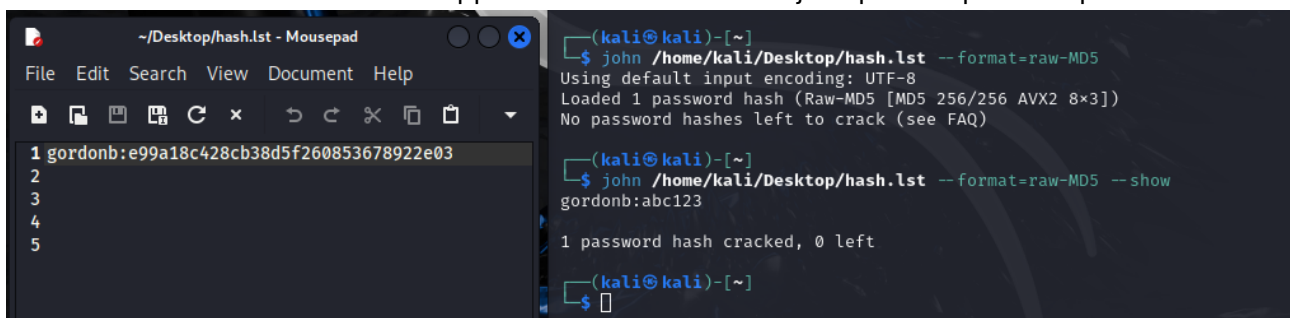 ~/Desktop/hash.lst - Mousepad
File Edit Search View Document Help
1 gordonb:e99a18c428cb38d5f260853678922e03
2
3
4
5
┌──(kali㉿kali)-[~]
└─$ john /home/kali/Desktop/hash.lst --format=raw-MD5
Using default input encoding: UTF-8
Loaded 1 password hash (Raw-MD5 [MD5 256/256 AVX2 8×3])
No password hashes left to crack (see FAQ)
┌──(kali㉿kali)-[~]
└─$ john /home/kali/Desktop/hash.lst --format=raw-MD5 --show
gordonb:abc123
1 password hash cracked, 0 left
┌──(kali㉿kali)-[~]
└─$